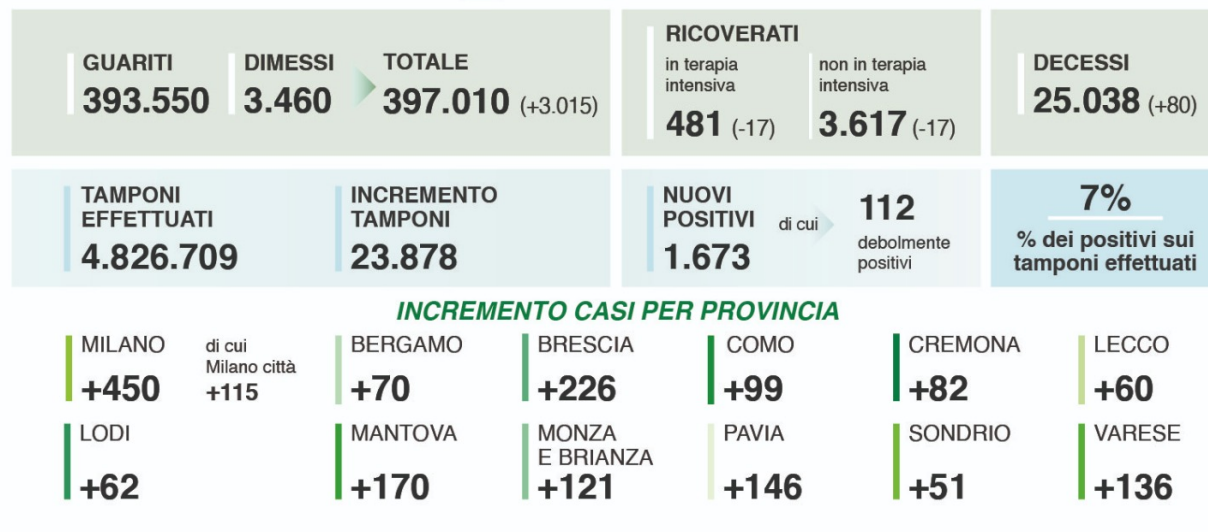 GUARITI
393.550
DIMESSI
3.460
TOTALE
397.010 (+3.015)
RICOVERATI
in terapia
intensiva
481 (-17)
non in terapia
intensiva
3.617 (-17)
DECESSI
25.038 (+80)
TAMPONI
EFFETTUATI
4.826.709
INCREMENTO
TAMPONI
23.878
NUOVI
POSITIVI
1.673
di cui
112
debolmente
positivi
7%
% dei positivi sui
tamponi effettuati
INCREMENTO CASI PER PROVINCIA
MILANO
+450
di cui
Milano città
+115
BERGAMO
+70
BRESCIA
+226
COMO
+99
CREMONA
+82
LECCO
+60
LODI
+62
MANTOVA
+170
MONZA
E BRIANZA
+121
PAVIA
+146
SONDRIO
+51
VARESE
+136